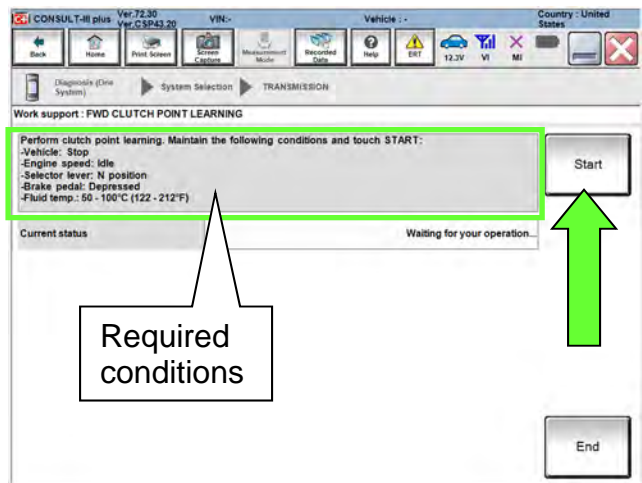 CONSULT-III plus Ver.72.30 VIN:- Vehicle : - Country : United
Ver.CSP43.20 States
Back Home Print Screen Screen Capture Measurement Mode Recorded Data Help ERT 12.2V VI MI
Diagnosis (One System) System Selection TRANSMISSION
Work support : FWD CLUTCH POINT LEARNING
Perform clutch point learning. Maintain the following conditions and touch START:
-Vehicle: Stop
-Engine speed: Idle
-Selector lever: N position
-Brake pedal: Depressed
-Fluid temp.: 50 - 100°C (122 - 212°F)
Start
Current status Waiting for your operation...
Required
conditions
End